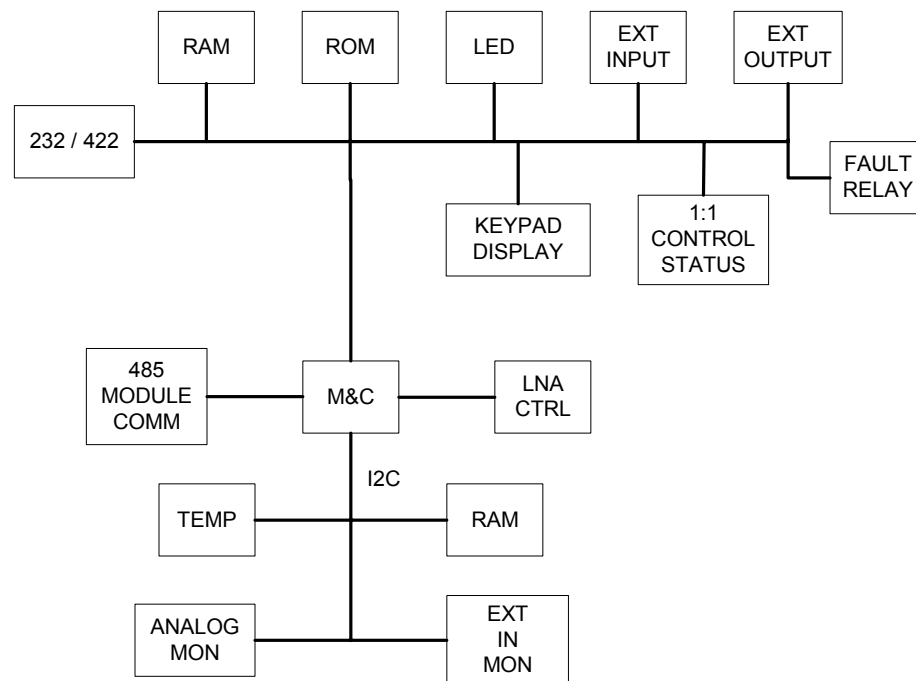 RAM
ROM
LED
EXT
INPUT
EXT
OUTPUT
232 / 422
FAULT
RELAY
KEYPAD
DISPLAY
1:1
CONTROL
STATUS
485
MODULE
COMM
M&C
LNA
CTRL
I2C
TEMP
RAM
ANALOG
MON
EXT
IN
MON